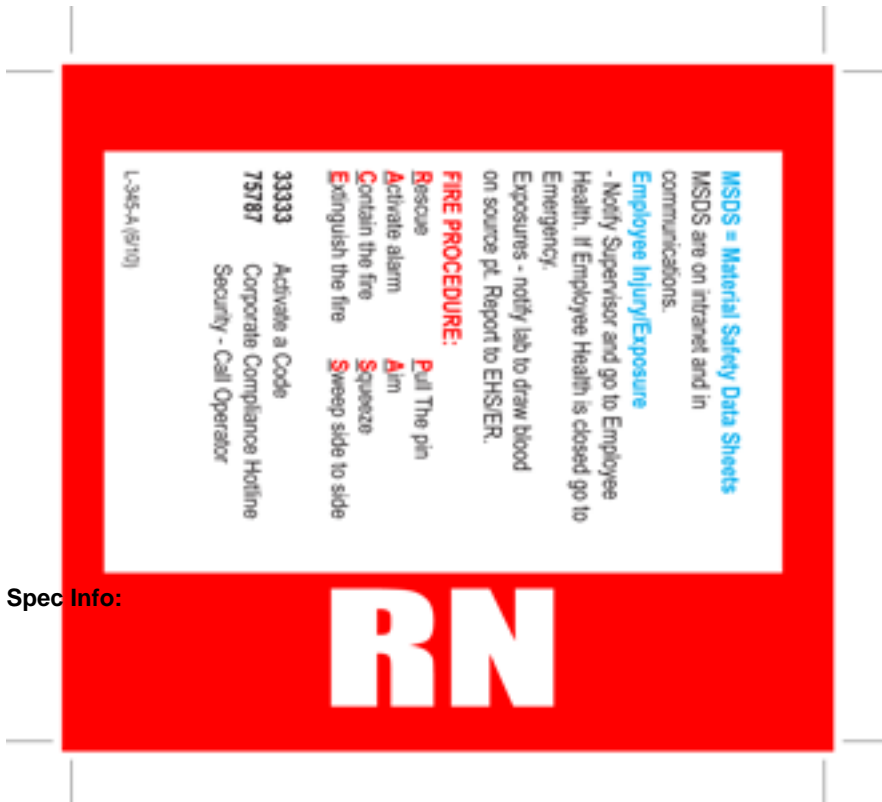 MSDS = Material Safety Data Sheets
MSDS are on intranet and in
communications.
Employee Injury/Exposure
- Notify Supervisor and go to Employee
Health. If Employee Health is closed go to
Emergency.
Exposures - notify lab to draw blood
on source pt. Report to EHS/ER.
FIRE PROCEDURE:
Rescue Pull The pin
Activate alarm Aim
Contain the fire Squeeze
Extinguish the fire Sweep side to side
33333 Activate a Code
75787 Corporate Compliance Hotline
Security - Call Operator
L-345-A (6/10)
Spec Info:
RN